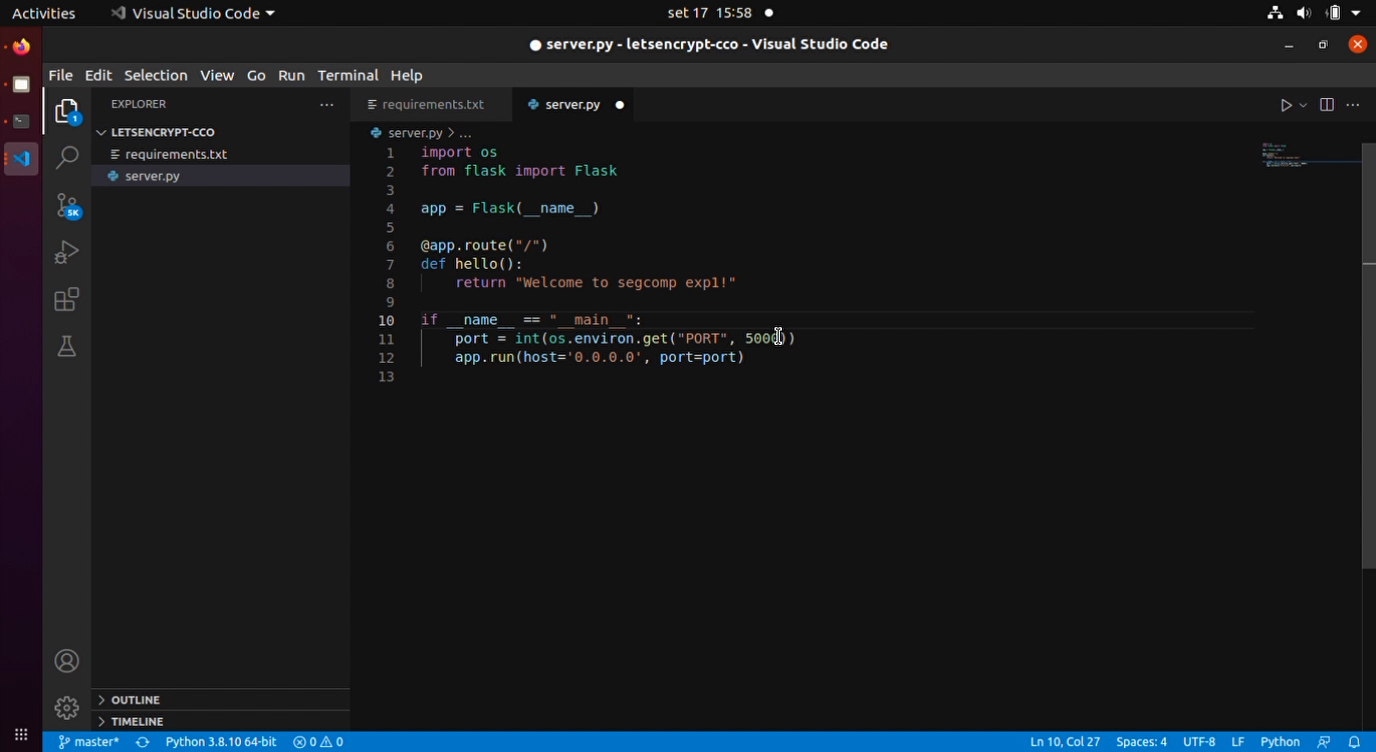 Activities Visual Studio Code set 17 15:58
server.py - letsencrypt-cco - Visual Studio Code
File Edit Selection View Go Run Terminal Help
EXPLORER requirements.txt server.py
LETSENCRYPT-CCO
requirements.txt
server.py
server.py > ...
1 import os
2 from flask import Flask
3
4 app = Flask(__name__)
5
6 @app.route("/")
7 def hello():
8 return "Welcome to segcomp exp1!"
9
10 if __name__ == "__main__":
11 port = int(os.environ.get("PORT", 5000))
12 app.run(host='0.0.0.0', port=port)
13
1
5K
OUTLINE
TIMELINE
master* Python 3.8.10 64-bit 0 0 Ln 10, Col 27 Spaces: 4 UTF-8 LF Python